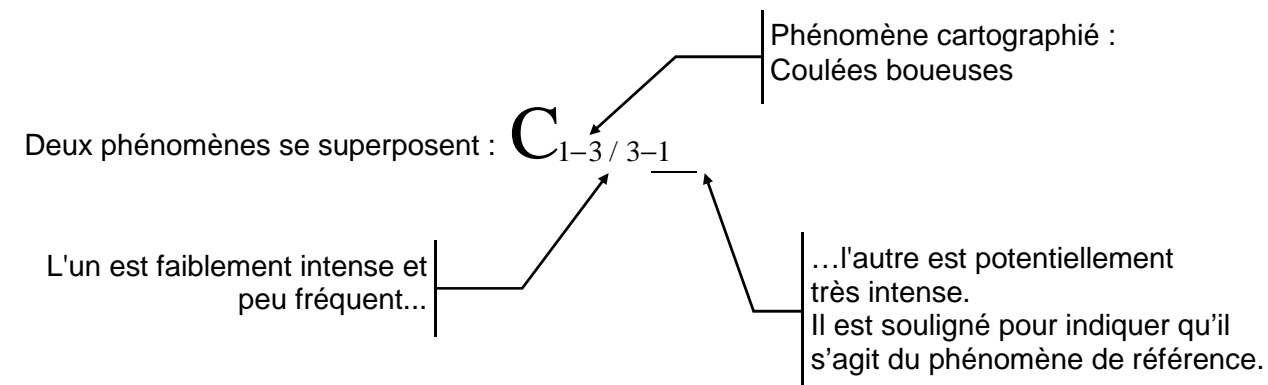 Phénomène cartographié :
Coulées boueuses
Deux phénomènes se superposent : C1–3 / 3–1
L'un est faiblement intense et
peu fréquent...
…l'autre est potentiellement
très intense.
Il est souligné pour indiquer qu’il
s’agit du phénomène de référence.